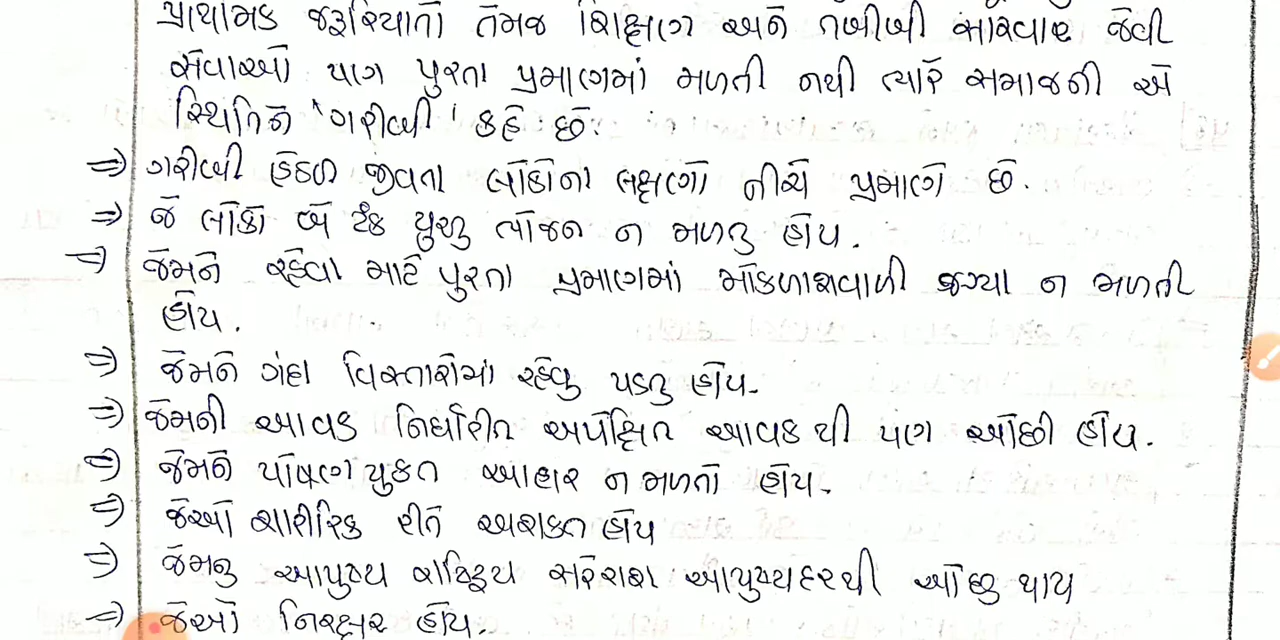 પ્રાથમિક જરૂરિયાતો તેમજ શિક્ષણ અને તબીબી સારવાર જેવી
સેવાઓ પણ પુરતા પ્રમાણમાં મળતી નથી ત્યારે સમાજની એ
સ્થિતિને 'ગરીબી' કહે છે.
⇒ ગરીબી હેઠળ જીવતા લોકોના લક્ષણો નીચે પ્રમાણે છે.
⇒ જે લોકો બે ટંક પુરુ ભોજન ન મળતુ હોય.
⇒ જેમને રહેવા માટે પુરતા પ્રમાણમાં મોકળાશવાળી જગ્યા ન મળતી
હોય.
⇒ જેમને ગંદા વિસ્તારોમાં રહેવુ પડતુ હોય.
⇒ જેમની આવક નિર્ધારીત અપેક્ષિત આવકથી પણ ઓછી હોય.
⇒ જેમને પોષણયુકત આહાર ન મળતો હોય.
⇒ જેઓ શારીરિક રીતે અશકત હોય
⇒ જેમનુ આયુષ્ય રાષ્ટ્રિય સરેરાશ આયુષ્યદરથી ઓછુ થાય
⇒ જેઓ નિરક્ષર હોય.